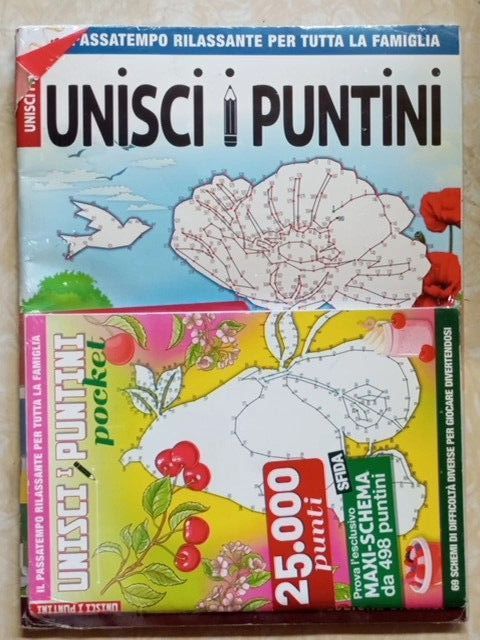 PASSATEMPO RILASSANTE PER TUTTA LA FAMIGLIA
UNISCI
UNISCI i PUNTINI
IL PASSATEMPO RILASSANTE PER TUTTA LA FAMIGLIA
UNISCI i PUNTINI
pocket
25.000
punti
SFIDA
Prova l'esclusivo
MAXI-SCHEMA
da 498 puntini
69 SCHEMI DI DIFFICOLTÀ DIVERSE PER GIOCARE DIVERTENDOSI
UNISCI i PUNTINI